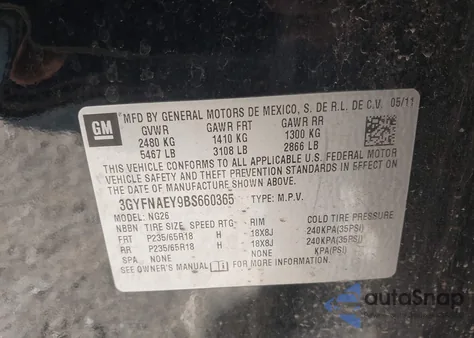 GM
MFD BY GENERAL MOTORS DE MEXICO, S. DE R.L. DE C.V. 05/11
GVWR GAWR FRT GAWR RR
2480 KG 1410 KG 1300 KG
5467 LB 3108 LB 2866 LB
THIS VEHICLE CONFORMS TO ALL APPLICABLE U.S. FEDERAL MOTOR
VEHICLE SAFETY AND THEFT PREVENTION STANDARDS IN EFFECT ON
THE DATE OF MANUFACTURE SHOWN ABOVE.
3GYFNAEY9BS660365 TYPE: M.P.V.
MODEL: NG26
NBBN TIRE SIZE SPEED RTG RIM COLD TIRE PRESSURE
FRT P235/65R18 H 18X8J 240KPA(35PSI)
RR P235/65R18 H 18X8J 240KPA(35PSI)
SPA NONE NONE KPA(PSI)
SEE OWNER'S MANUAL FOR MORE INFORMATION
autoSnap